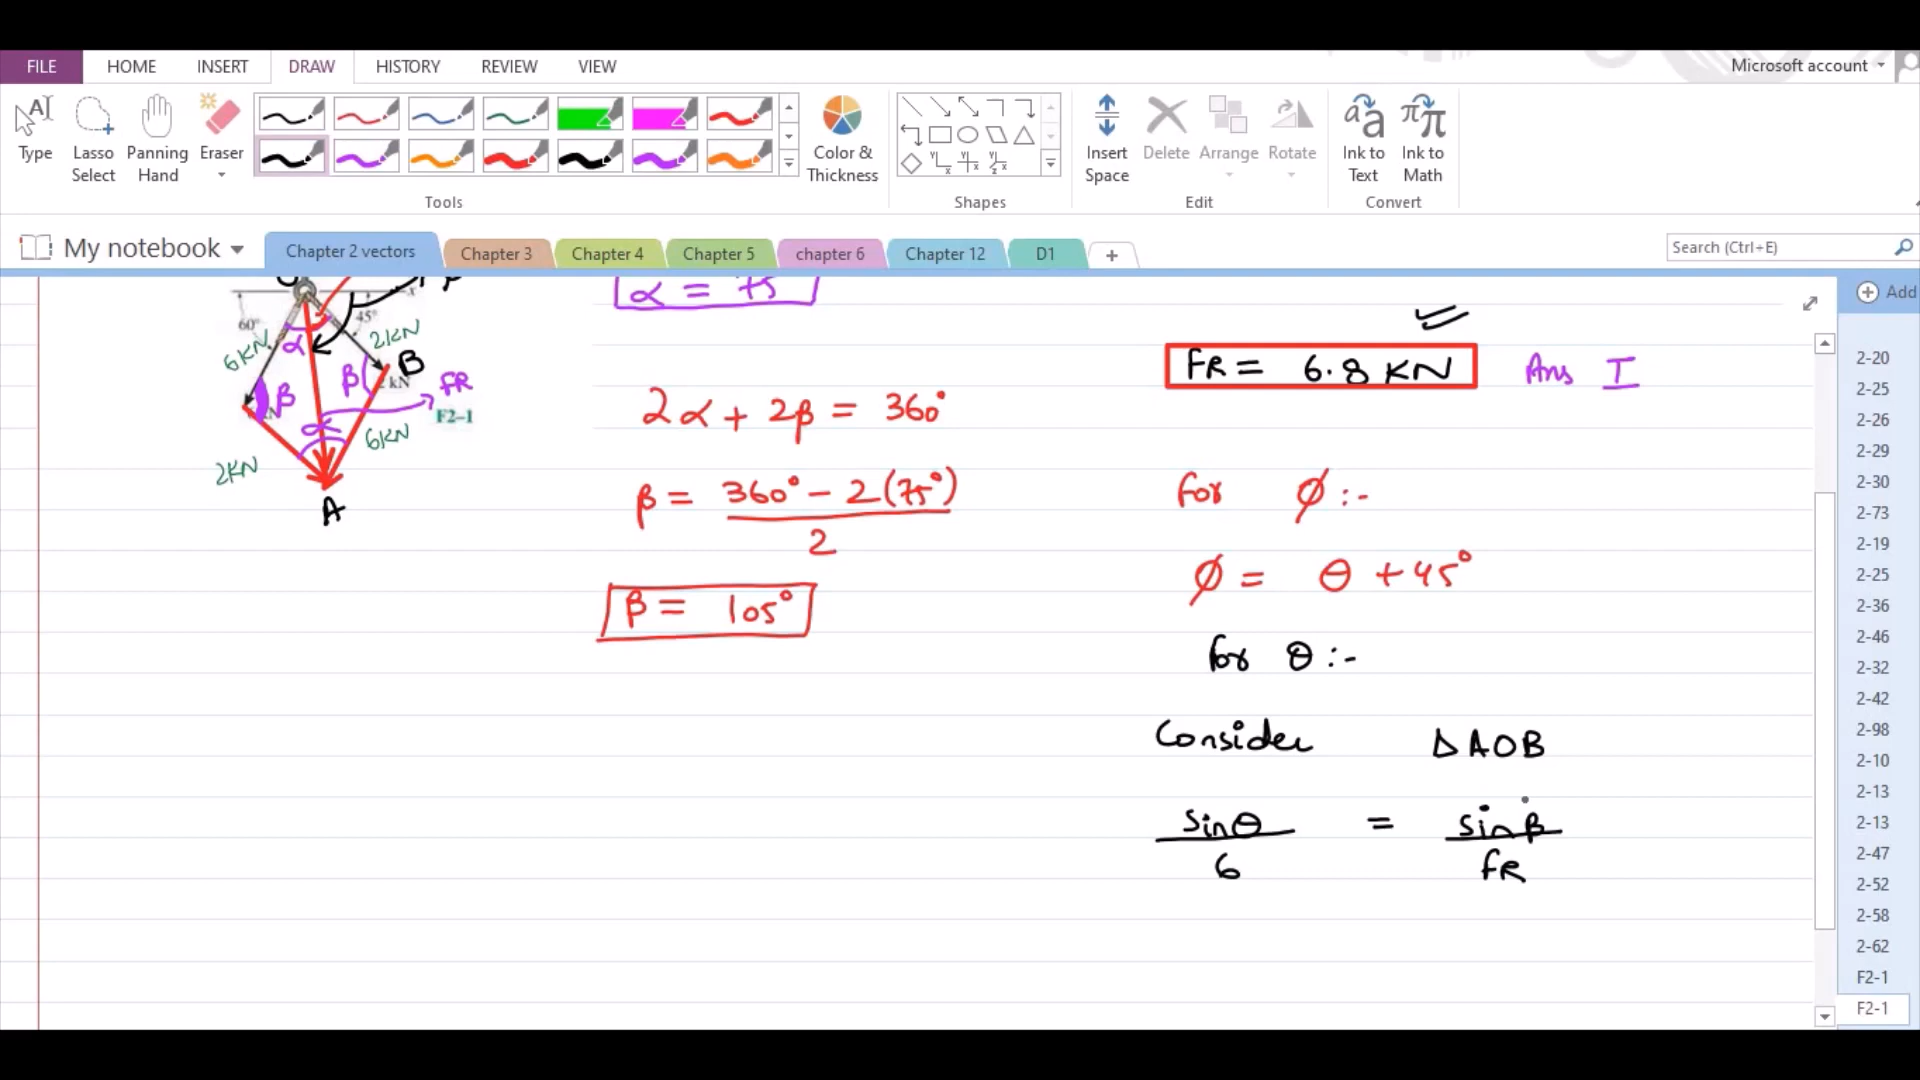 Microsoft account
FILE HOME INSERT DRAW HISTORY REVIEW VIEW
Type
Lasso Select
Panning Hand
Eraser
Color & Thickness
Insert Space
Delete
Arrange
Rotate
Ink to Text
Ink to Math
Tools
Shapes
Edit
Convert
My notebook
Chapter 2 vectors
Chapter 3
Chapter 4
Chapter 5
chapter 6
Chapter 12
D1
Search (Ctrl+E)
Add
60°
45°
6KN
2KN
α
β
β
B
kN
FR
F2-1
α
6KN
2KN
A
α = 75
2α + 2β = 360°
β = 360° - 2(75°)
2
β = 105°
FR = 6.8 KN
Ans I
for ∅ :-
∅ = θ + 45°
for θ :-
Consider Δ AOB
sinθ = sinβ
6 FR
2-20
2-25
2-26
2-29
2-30
2-73
2-19
2-25
2-36
2-46
2-32
2-42
2-98
2-10
2-13
2-13
2-47
2-52
2-58
2-62
F2-1
F2-1